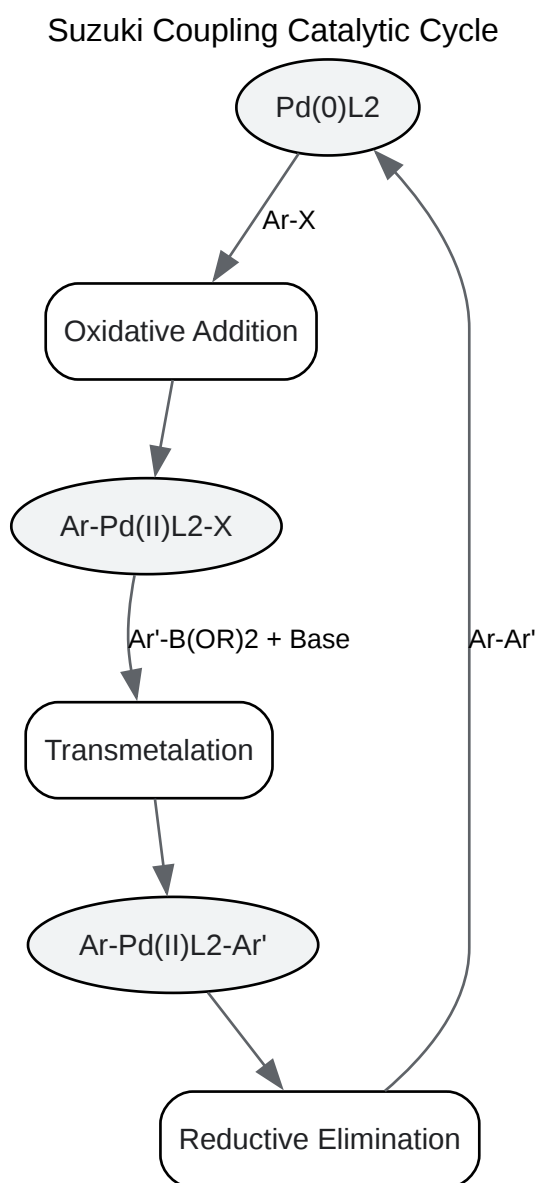 Suzuki Coupling Catalytic Cycle
Pd(0)L2
Ar-X
Oxidative Addition
Ar-Pd(II)L2-X
Ar'-B(OR)2 + Base
Ar-Ar'
Transmetalation
Ar-Pd(II)L2-Ar'
Reductive Elimination